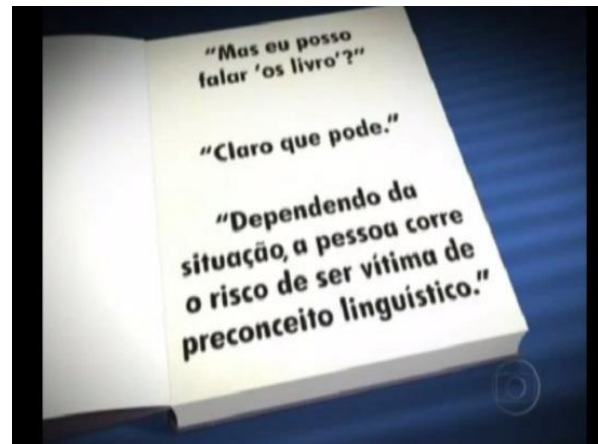 "Mas eu posso
falar 'os livro'?"
"Claro que pode."
"Dependendo da
situação, a pessoa corre
o risco de ser vítima de
preconceito linguístico."